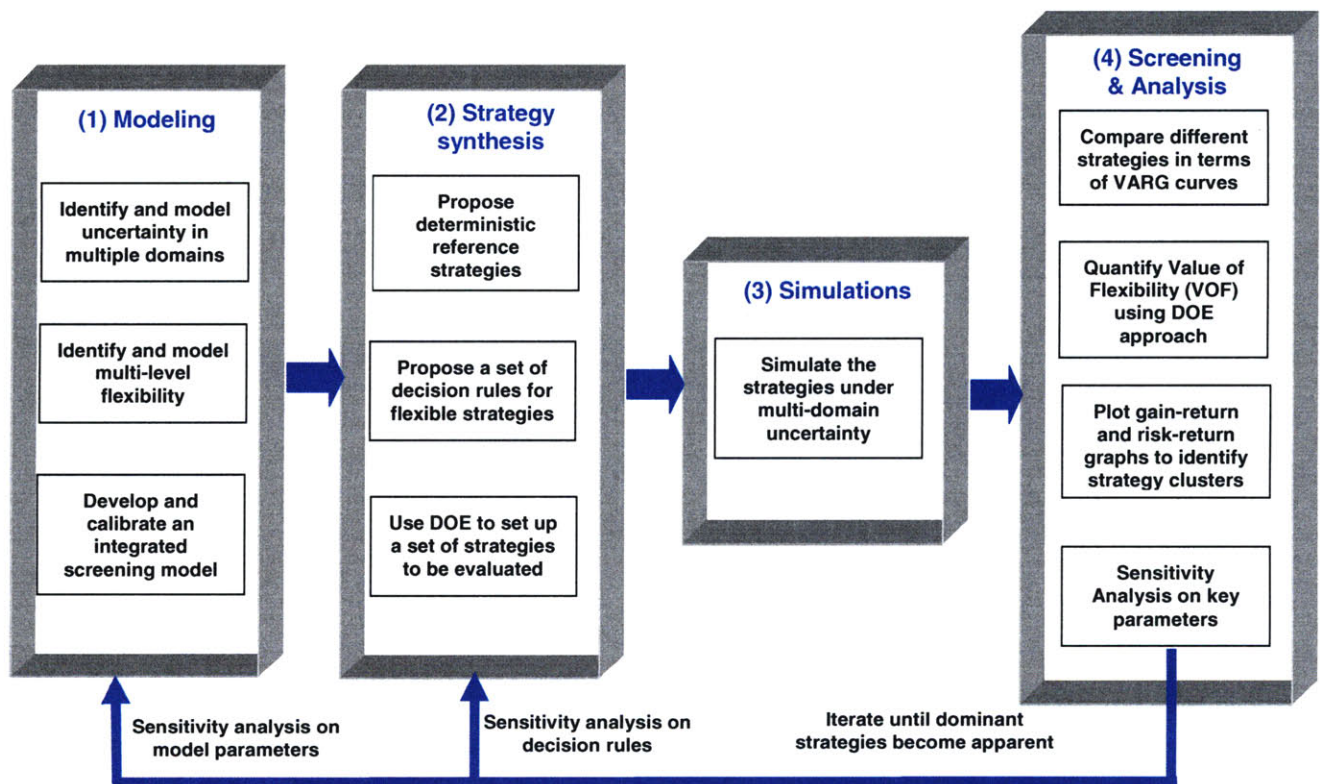 (1) Modeling
Identify and model
uncertainty in
multiple domains
Identify and model
multi-level
flexibility
Develop and
calibrate an
integrated
screening model
(2) Strategy
synthesis
Propose
deterministic
reference
strategies
Propose a set of
decision rules for
flexible strategies
Use DOE to set up
a set of strategies
to be evaluated
(3) Simulations
Simulate the
strategies under
multi-domain
uncertainty
(4) Screening
& Analysis
Compare different
strategies in terms
of VARG curves
Quantify Value of
Flexibility (VOF)
using DOE
approach
Plot gain-return
and risk-return
graphs to identify
strategy clusters
Sensitivity
Analysis on key
parameters
Sensitivity analysis on
model parameters
Sensitivity analysis on
decision rules
Iterate until dominant
strategies become apparent